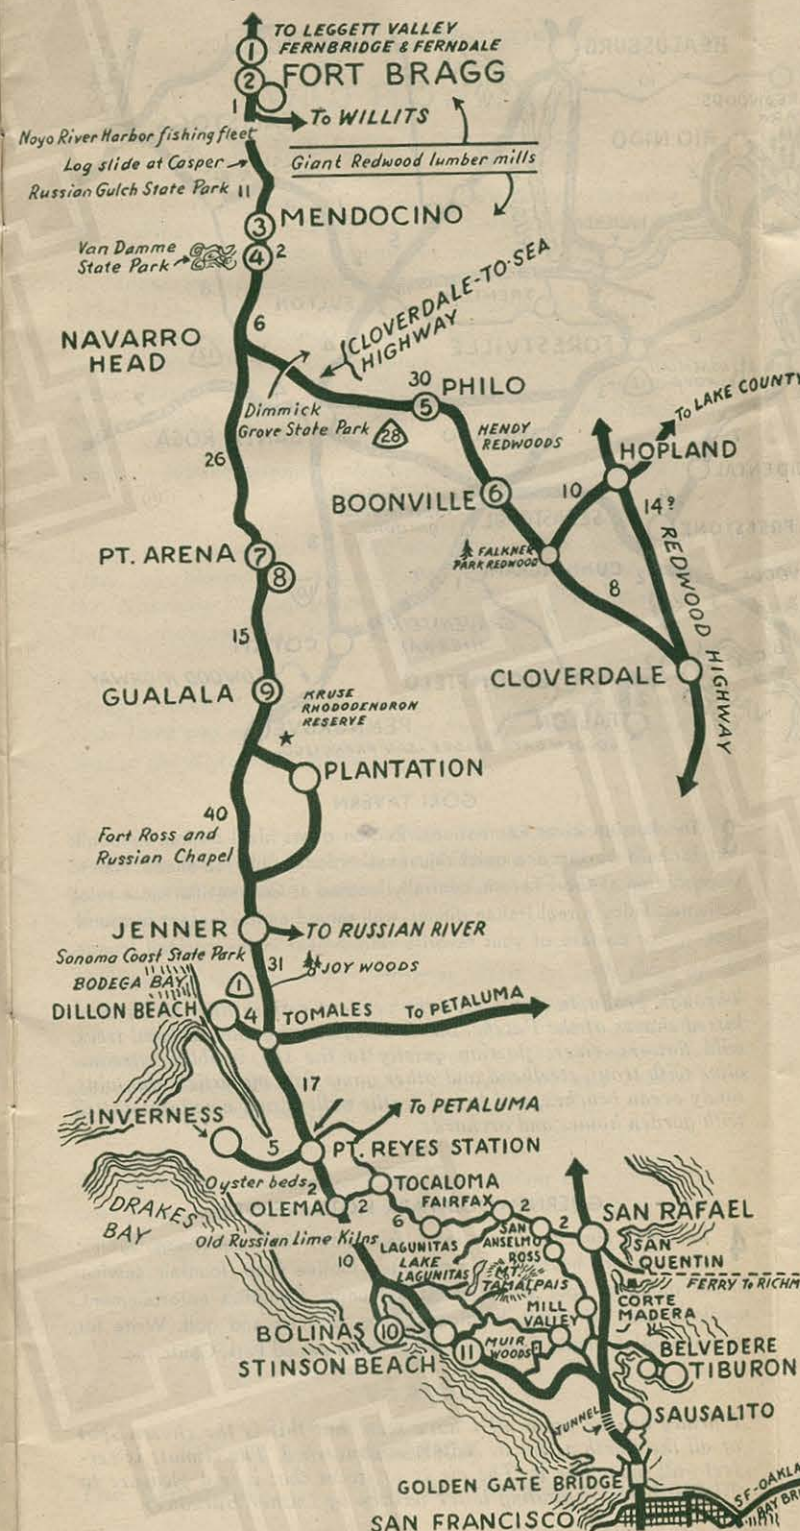 TO LEGGETT VALLEY
FERNBRIDGE & FERNDALE
1
2
FORT BRAGG
1
To WILLITS
Noyo River Harbor fishing fleet
Log slide at Casper
Giant Redwood lumber mills
Russian Gulch State Park
11
3
MENDOCINO
Van Damme
State Park
4
2
CLOVERDALE-TO-SEA
HIGHWAY
6
NAVARRO
HEAD
30
PHILO
5
To LAKE COUNTY
Dimmick
Grove State Park
28
HENDY
REDWOODS
HOPLAND
26
BOONVILLE
6
10
14?
PT. ARENA
7
8
FALKNER
PARK REDWOOD
REDWOOD HIGHWAY
8
15
CLOVERDALE
GUALALA
9
KRUSE
RHODODENDRON
RESERVE
PLANTATION
40
Fort Ross and
Russian Chapel
JENNER
TO RUSSIAN RIVER
Sonoma Coast State Park
31
JOY WOODS
BODEGA BAY
1
DILLON BEACH
4
TOMALES
To PETALUMA
17
INVERNESS
To PETALUMA
5
PT. REYES STATION
Oyster beds
2
TOCALOMA
DRAKES
BAY
OLEMA
2
FAIRFAX
2
SAN RAFAEL
6
SAN
ANSELMO
2
Old Russian Lime Kilns
LAGUNITAS
ROSS
SAN
QUENTIN
10
LAKE
LAGUNITAS
MT.
TAMALPAIS
FERRY To RICHM
CORTE
MADERA
MILL
VALLEY
BOLINAS
10
11
MUIR
WOODS
BELVEDERE
STINSON BEACH
TIBURON
TUNNEL
SAUSALITO
GOLDEN GATE BRIDGE
SF-OAKLA
BAY BR
SAN FRANCISCO